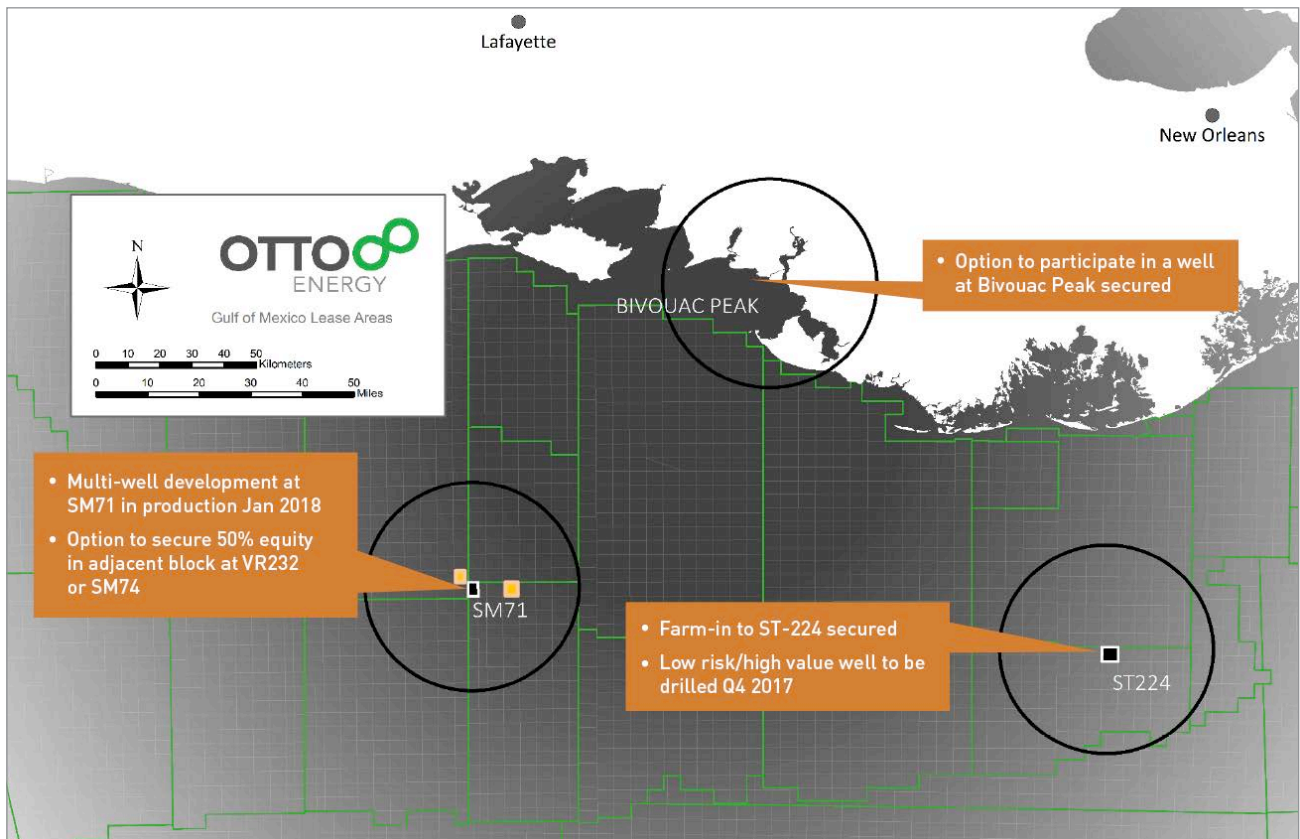 Lafayette
New Orleans
N
OTTO
ENERGY
Gulf of Mexico Lease Areas
0 10 20 30 40 50
Kilometers
0 10 20 30 40 50
Miles
• Option to participate in a well
at Bivouac Peak secured
BIVOUAC PEAK
• Multi-well development at
SM71 in production Jan 2018
• Option to secure 50% equity
in adjacent block at VR232
or SM74
SM71
• Farm-in to ST-224 secured
• Low risk/high value well to be
drilled Q4 2017
ST224